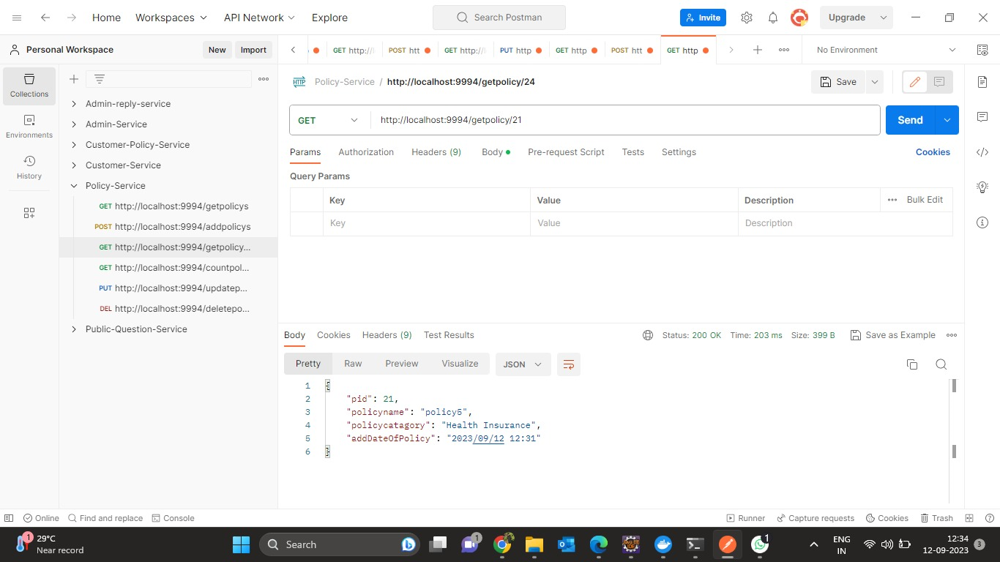 Home Workspaces API Network Explore Search Postman Invite Upgrade
Personal Workspace New Import
GET http://l POST htt GET http://l PUT http GET http POST htt GET http No Environment
Collections
Environments
History
Admin-reply-service
Admin-Service
Customer-Policy-Service
Customer-Service
Policy-Service
GET http://localhost:9994/getpolicys
POST http://localhost:9994/addpolicys
GET http://localhost:9994/getpolicy...
GET http://localhost:9994/countpol...
PUT http://localhost:9994/updatep...
DEL http://localhost:9994/deletepo...
Public-Question-Service
HTTP Policy-Service / http://localhost:9994/getpolicy/24 Save
GET http://localhost:9994/getpolicy/21 Send
Params Authorization Headers (9) Body Pre-request Script Tests Settings Cookies
Query Params
Key Value Description Bulk Edit
Key Value Description
Body Cookies Headers (9) Test Results Status: 200 OK Time: 203 ms Size: 399 B Save as Example
Pretty Raw Preview Visualize JSON
1 {
2 "pid": 21,
3 "policyname": "policy5",
4 "policycatagory": "Health Insurance",
5 "addDateOfPolicy": "2023/09/12 12:31"
6 }
Online Find and replace Console Runner Capture requests Cookies Trash
1 29°C
Near record
Search
1
Java EE
IDE
1
ENG
IN
12:34
12-09-2023
3